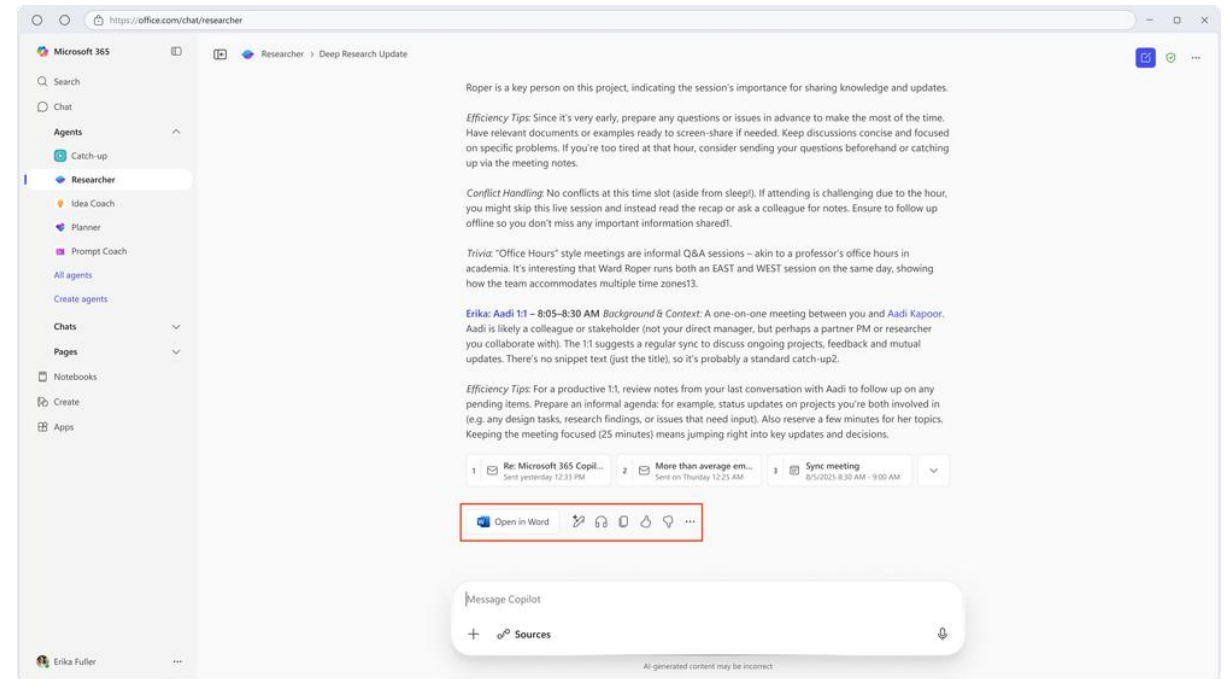 https://office.com/chat/researcher
Microsoft 365
Researcher > Deep Research Update
Search
Chat
Agents
Catch-up
Researcher
Idea Coach
Planner
Prompt Coach
All agents
Create agents
Chats
Pages
Notebooks
Create
Apps
Erika Fuller
Roper is a key person on this project, indicating the session's importance for sharing knowledge and updates.
Efficiency Tips: Since it's very early, prepare any questions or issues in advance to make the most of the time.
Have relevant documents or examples ready to screen-share if needed. Keep discussions concise and focused
on specific problems. If you're too tired at that hour, consider sending your questions beforehand or catching
up via the meeting notes.
Conflict Handling: No conflicts at this time slot (aside from sleep!). If attending is challenging due to the hour,
you might skip this live session and instead read the recap or ask a colleague for notes. Ensure to follow up
offline so you don't miss any important information shared1.
Trivia: "Office Hours" style meetings are informal Q&A sessions – akin to a professor's office hours in
academia. It's interesting that Ward Roper runs both an EAST and WEST session on the same day, showing
how the team accommodates multiple time zones13.
Erika: Aadi 1:1 – 8:05–8:30 AM Background & Context: A one-on-one meeting between you and Aadi Kapoor.
Aadi is likely a colleague or stakeholder (not your direct manager, but perhaps a partner PM or researcher
you collaborate with). The 1:1 suggests a regular sync to discuss ongoing projects, feedback and mutual
updates. There's no snippet text (just the title), so it's probably a standard catch-up2.
Efficiency Tips: For a productive 1:1, review notes from your last conversation with Aadi to follow up on any
pending items. Prepare an informal agenda: for example, status updates on projects you're both involved in
(e.g. any design tasks, research findings, or issues that need input). Also reserve a few minutes for her topics.
Keeping the meeting focused (25 minutes) means jumping right into key updates and decisions.
1 Re: Microsoft 365 Copil...
Sent yesterday 12:33 PM
2 More than average em...
Sent on Thurday 12:25 AM
3 Sync meeting
8/5/2025 8:30 AM - 9:00 AM
Open in Word
Message Copilot
Sources
AI-generated content may be incorrect